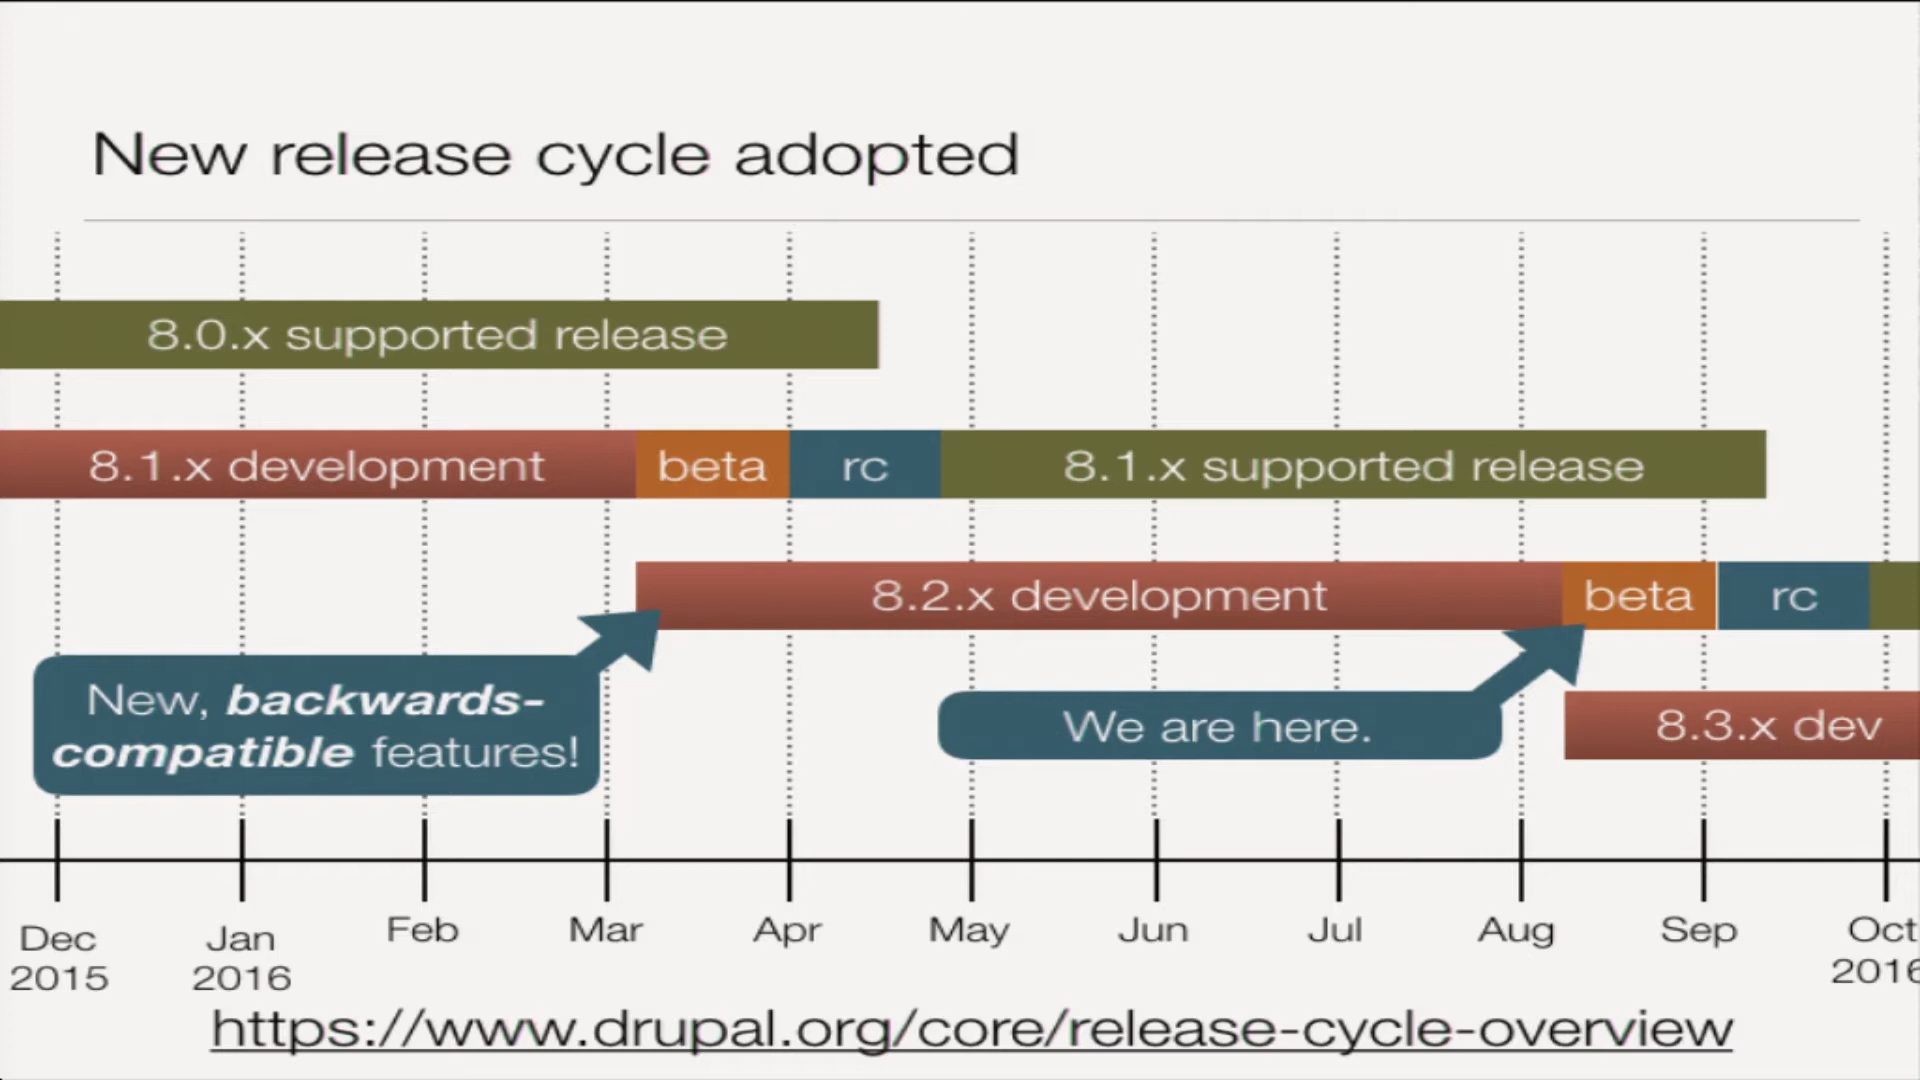 New release cycle adopted
8.0.x supported release
8.1.x development
beta
rc
8.1.x supported release
8.2.x development
beta
rc
New, backwards-
compatible features!
We are here.
8.3.x dev
Dec
2015
Jan
2016
Feb
Mar
Apr
May
Jun
Jul
Aug
Sep
Oct
2016
https://www.drupal.org/core/release-cycle-overview